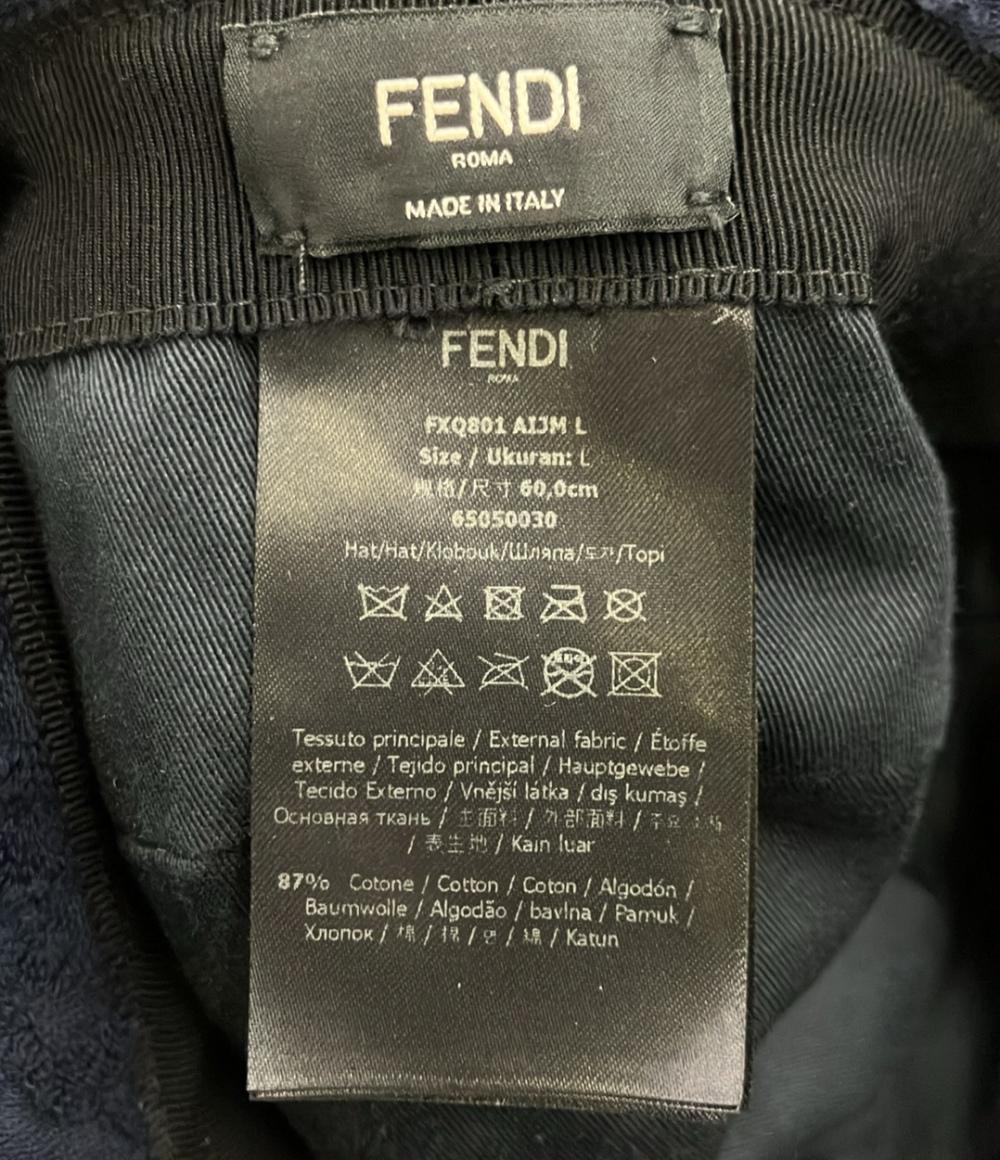 FENDI
ROMA
MADE IN ITALY
FENDI
ROMA
FXQ801 AIJM L
Size / Ukuran: L
规格/尺寸 60,0cm
65050030
Hat/Hat/Klobouk/Шляпа/모자/Topi
Tessuto principale / External fabric / Étoffe
externe / Tejido principal / Hauptgewebe /
Tecido Externo / Vnější látka / dış kumaş /
Основная ткань / 主面料 / 外部面料 / 주요
/ 表生地 / Kain luar
87% Cotone / Cotton / Coton / Algodón /
Baumwolle / Algodão / bavlna / Pamuk /
Хлопок / 棉 / 棉 / 면 / 綿 / Katun